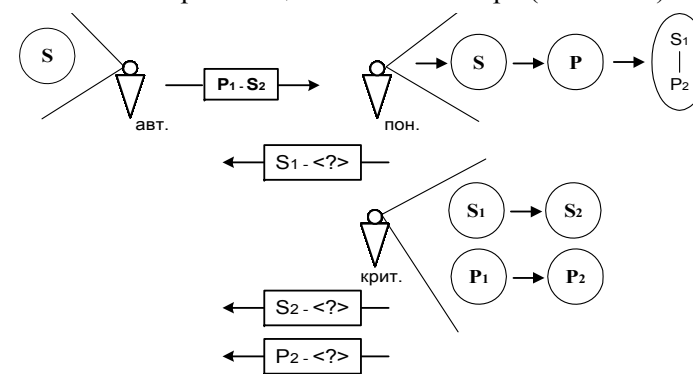 S
P1 - S2
S
P
S1
P2
авт.
пон.
S1 - <?>
S1
S2
крит.
P1
P2
S2 - <?>
P2 - <?>